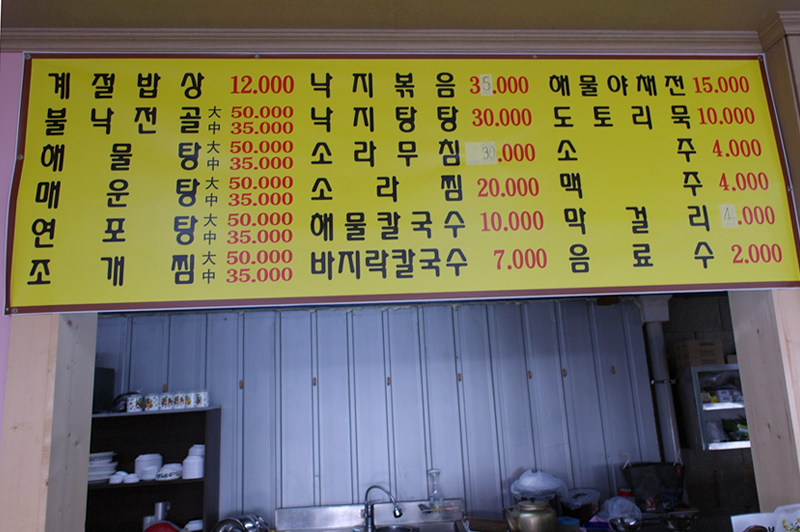 계절밥상 12.000
불낙전골 大 50.000 中 35.000
해물탕 大 50.000 中 35.000
매운탕 大 50.000 中 35.000
연포탕 大 50.000 中 35.000
조개찜 大 50.000 中 35.000
낙지볶음 35.000
낙지탕탕 30.000
소라무침 30.000
소라찜 20.000
해물칼국수 10.000
바지락칼국수 7.000
해물야채전 15.000
도토리묵 10.000
소주 4.000
맥주 4.000
막걸리 4.000
음료수 2.000